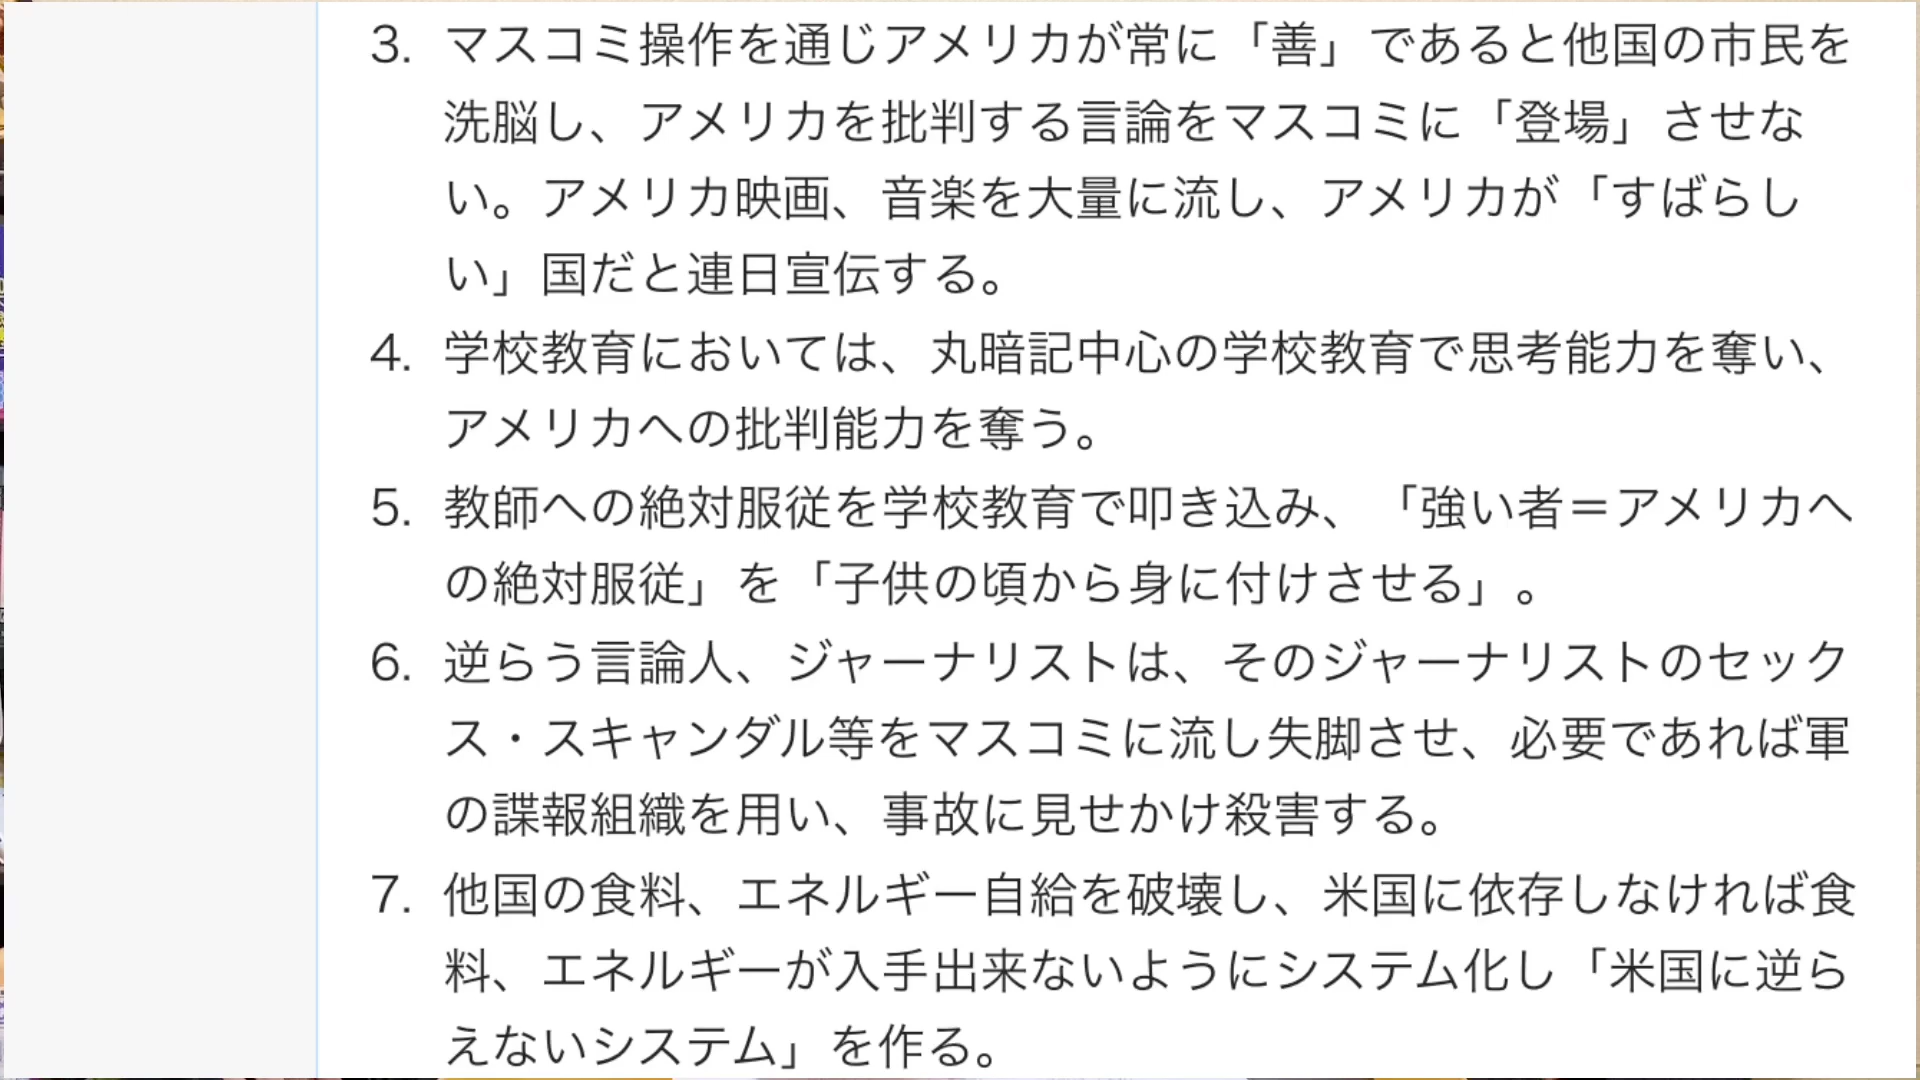 3. マスコミ操作を通じアメリカが常に「善」であると他国の市民を
洗脳し、アメリカを批判する言論をマスコミに「登場」させな
い。アメリカ映画、音楽を大量に流し、アメリカが「すばらし
い」国だと連日宣伝する。
4. 学校教育においては、丸暗記中心の学校教育で思考能力を奪い、
アメリカへの批判能力を奪う。
5. 教師への絶対服従を学校教育で叩き込み、「強い者＝アメリカへ
の絶対服従」を「子供の頃から身に付けさせる」。
6. 逆らう言論人、ジャーナリストは、そのジャーナリストのセック
ス・スキャンダル等をマスコミに流し失脚させ、必要であれば軍
の諜報組織を用い、事故に見せかけ殺害する。
7. 他国の食料、エネルギー自給を破壊し、米国に依存しなければ食
料、エネルギーが入手出来ないようにシステム化し「米国に逆ら
えないシステム」を作る。